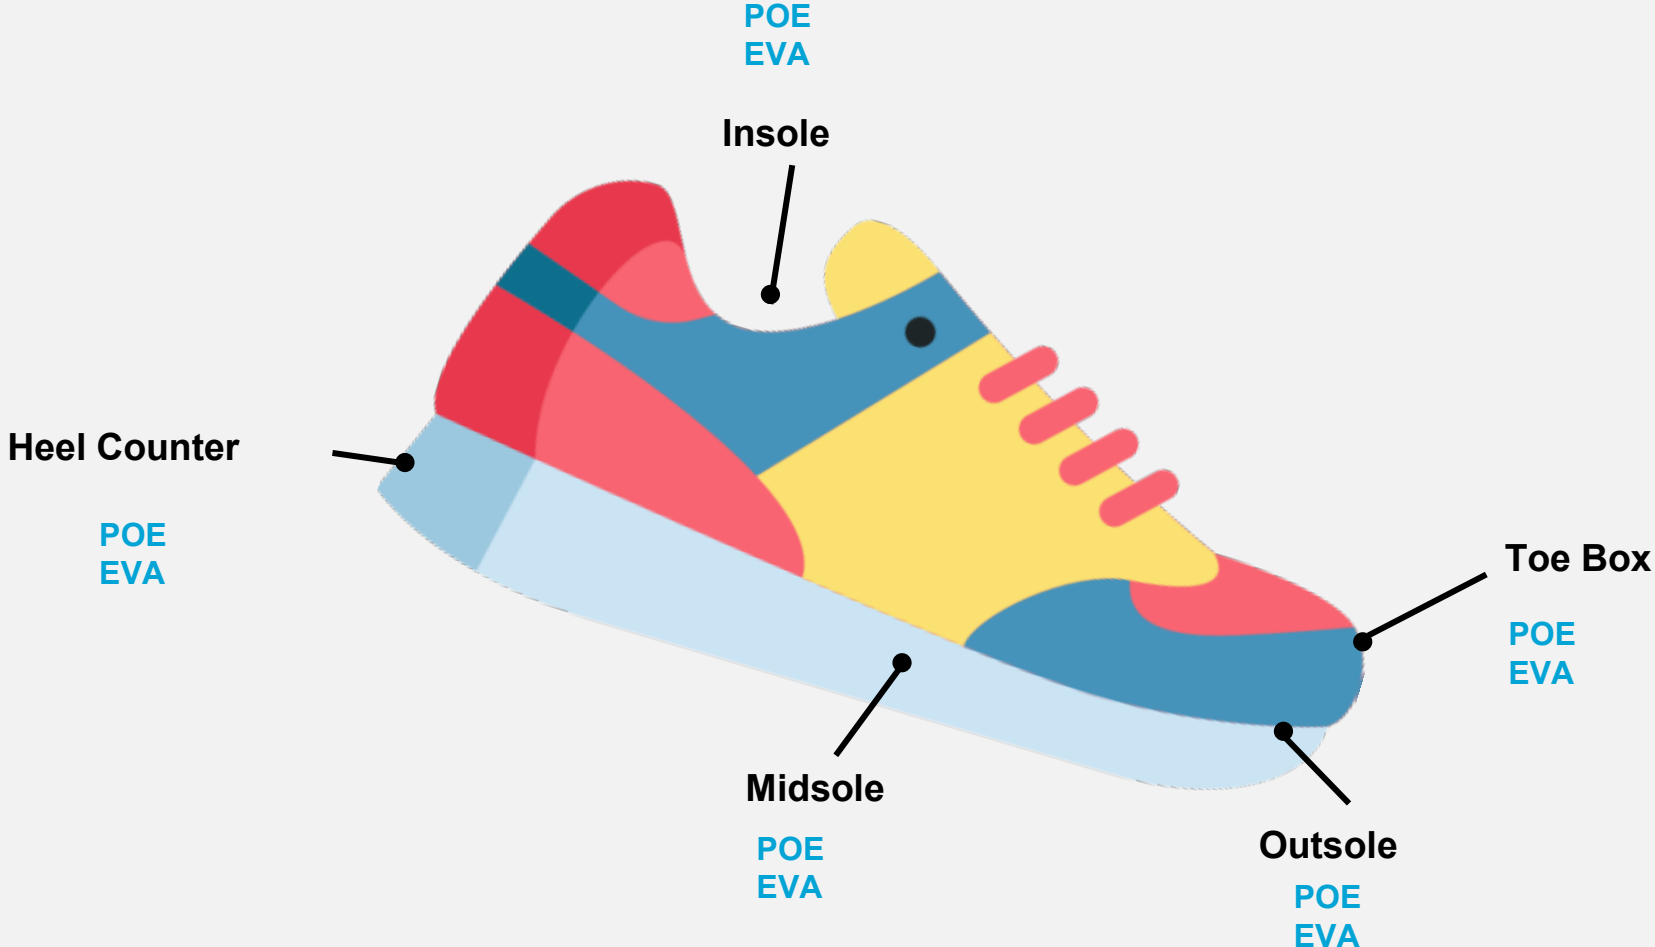 POE
EVA
Insole
Heel Counter
POE
EVA
Toe Box
POE
EVA
Midsole
POE
EVA
Outsole
POE
EVA